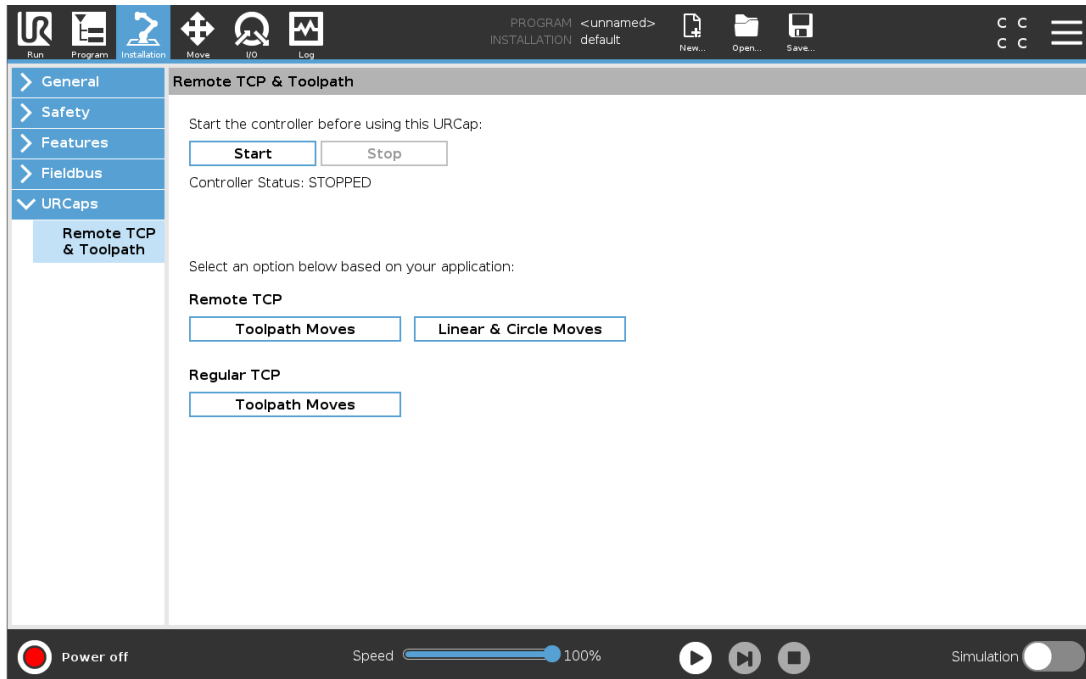 UR
Run
Program
Installation
Move
I/O
Log
PROGRAM <unnamed>
INSTALLATION default
New...
Open...
Save...
C C
C C
General
Safety
Features
Fieldbus
URCaps
Remote TCP
& Toolpath
Remote TCP & Toolpath
Start the controller before using this URCap:
Start
Stop
Controller Status: STOPPED
Select an option below based on your application:
Remote TCP
Toolpath Moves
Linear & Circle Moves
Regular TCP
Toolpath Moves
Power off
Speed
100%
Simulation